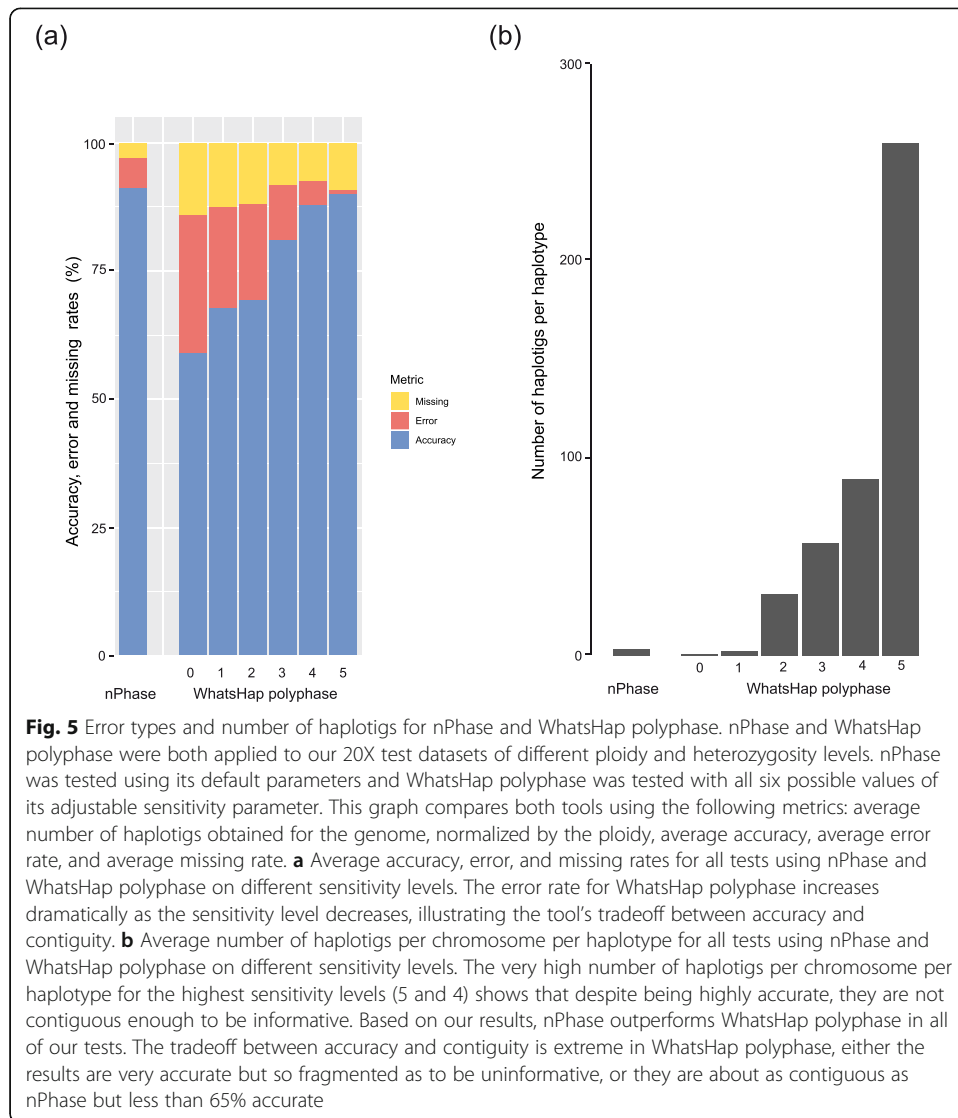 (a)
100
75
50
25
0
Accuracy, error and missing rates (%)
0 1 2 3 4 5
nPhase WhatsHap polyphase
Metric
Missing
Error
Accuracy
(b)
300
200
100
0
Number of haplotigs per haplotype
0 1 2 3 4 5
nPhase WhatsHap polyphase
Fig. 5 Error types and number of haplotigs for nPhase and WhatsHap polyphase. nPhase and WhatsHap
polyphase were both applied to our 20X test datasets of different ploidy and heterozygosity levels. nPhase
was tested using its default parameters and WhatsHap polyphase was tested with all six possible values of
its adjustable sensitivity parameter. This graph compares both tools using the following metrics: average
number of haplotigs obtained for the genome, normalized by the ploidy, average accuracy, average error
rate, and average missing rate. a Average accuracy, error, and missing rates for all tests using nPhase and
WhatsHap polyphase on different sensitivity levels. The error rate for WhatsHap polyphase increases
dramatically as the sensitivity level decreases, illustrating the tool's tradeoff between accuracy and
contiguity. b Average number of haplotigs per chromosome per haplotype for all tests using nPhase and
WhatsHap polyphase on different sensitivity levels. The very high number of haplotigs per chromosome per
haplotype for the highest sensitivity levels (5 and 4) shows that despite being highly accurate, they are not
contiguous enough to be informative. Based on our results, nPhase outperforms WhatsHap polyphase in all
of our tests. The tradeoff between accuracy and contiguity is extreme in WhatsHap polyphase, either the
results are very accurate but so fragmented as to be uninformative, or they are about as contiguous as
nPhase but less than 65% accurate